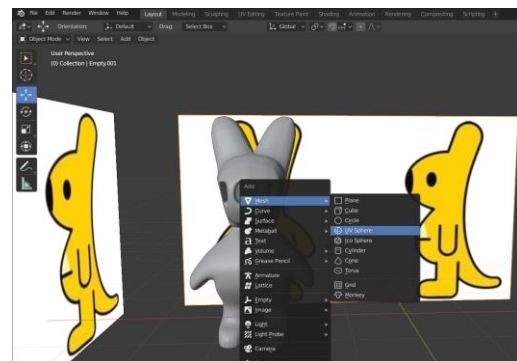 File Edit Render Window Help Layout Modeling Sculpting UV Editing Texture Paint Shading Animation Rendering Compositing Scripting +
Orientation: Default Drag: Select Box Global
Object Mode View Select Add Object
User Perspective
(0) Collection | Empty.001
Add
Mesh
Curve
Surface
Metaball
Text
Volume
Grease Pencil
Armature
Lattice
Empty
Image
Light
Light Probe
Camera
Plane
Cube
Circle
UV Sphere
Ico Sphere
Cylinder
Cone
Torus
Grid
Monkey